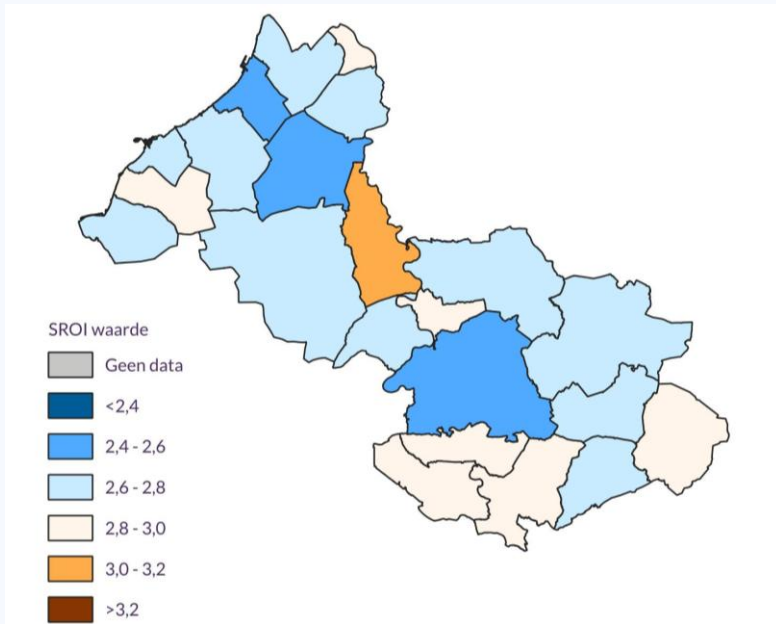 SROI waarde
Geen data
<2,4
2,4 - 2,6
2,6 - 2,8
2,8 - 3,0
3,0 - 3,2
>3,2